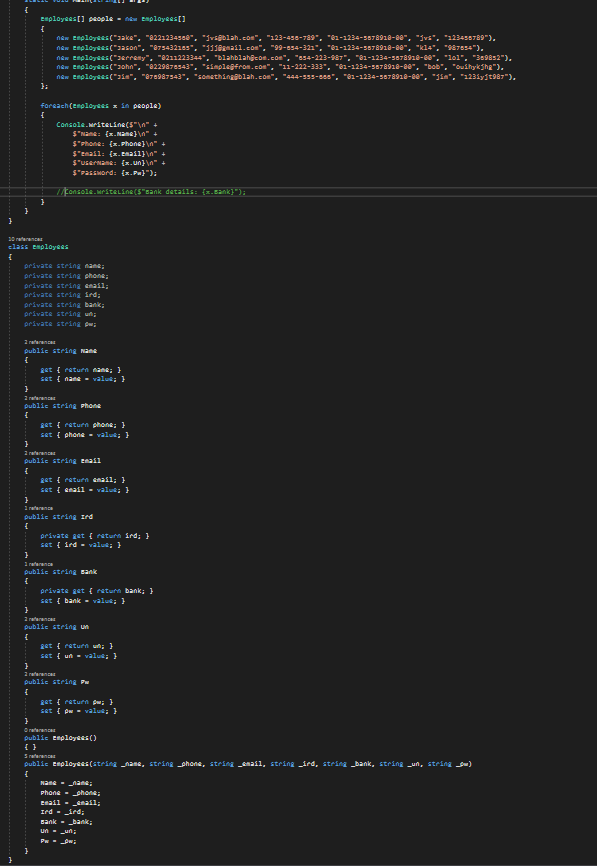 static void Main(string[] args)
{
Employees[] people = new Employees[]
{
new Employees("Jake", "0221234560", "jvs@blah.com", "123-456-789", "01-1234-5678910-00", "jvs", "123456789"),
new Employees("Jason", "075432165", "jjj@gmail.com", "99-654-321", "01-1234-5678910-00", "kl4", "987654"),
new Employees("Jerremy", "0211223344", "blahblah@com.com", "654-223-987", "01-1234-5678910-00", "lol", "369852"),
new Employees("John", "0229876543", "simple@from.com", "11-222-333", "01-1234-5678910-00", "bob", "ouihykjhg"),
new Employees("Jim", "076987543", "something@blah.com", "444-555-666", "01-1234-5678910-00", "jim", "123iyjt987"),
};
foreach(Employees x in people)
{
Console.WriteLine($"\n" +
$"Name: {x.Name}\n" +
$"Phone: {x.Phone}\n" +
$"Email: {x.Email}\n" +
$"UserName: {x.Un}\n" +
$"Password: {x.Pw}");
//Console.WriteLine($"Bank details: {x.Bank}");
}
}
}
10 references
class Employees
{
private string name;
private string phone;
private string email;
private string ird;
private string bank;
private string un;
private string pw;
2 references
public string Name
{
get { return name; }
set { name = value; }
}
2 references
public string Phone
{
get { return phone; }
set { phone = value; }
}
2 references
public string Email
{
get { return email; }
set { email = value; }
}
1 reference
public string Ird
{
private get { return ird; }
set { ird = value; }
}
1 reference
public string Bank
{
private get { return bank; }
set { bank = value; }
}
2 references
public string Un
{
get { return un; }
set { un = value; }
}
2 references
public string Pw
{
get { return pw; }
set { pw = value; }
}
0 references
public Employees()
{ }
5 references
public Employees(string _name, string _phone, string _email, string _ird, string _bank, string _un, string _pw)
{
Name = _name;
Phone = _phone;
Email = _email;
Ird = _ird;
Bank = _bank;
Un = _un;
Pw = _pw;
}
}